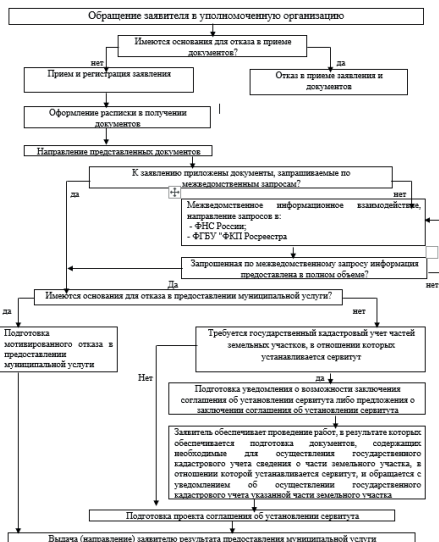 Обращение заявителя в уполномоченную организацию
Имеются основания для отказа в приеме
документов?
нет
да
Прием и регистрация заявления
Отказ в приеме заявления и
документов
Оформление расписки в получении
документов
Направление представленных документов
К заявлению приложены документы, запрашиваемые по
межведомственным запросам?
да
нет
Межведомственное информационное взаимодействие,
направление запросов в:
- ФНС России;
- ФГБУ "ФКП Росреестра
Запрошенная по межведомственному запросу информация
предоставлена в полном объеме?
Да
нет
Имеются основания для отказа в предоставлении муниципальной услуги?
да
нет
Подготовка
мотивированного отказа в
предоставлении
муниципальной услуги
Требуется государственный кадастровый учет частей
земельных участков, в отношении которых
устанавливается сервитут
Нет
да
Подготовка уведомления о возможности заключения
соглашения об установлении сервитута либо предложения о
заключении соглашения об установлении сервитута
Заявитель обеспечивает проведение работ, в результате которых
обеспечивается подготовка документов, содержащих
необходимые для осуществления государственного
кадастрового учета сведения о части земельного участка, в
отношении которой устанавливается сервитут, и обращается с
уведомлением об осуществлении государственного
кадастрового учета указанной части земельного участка
Подготовка проекта соглашения об установлении сервитута
Выдача (направление) заявителю результата предоставления муниципальной услуги